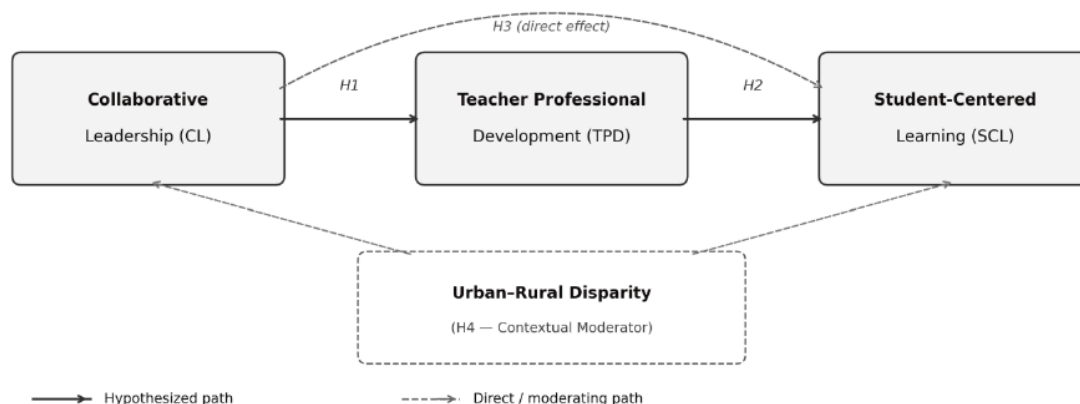 H3 (direct effect)
H1
H2
Collaborative
Leadership (CL)
Teacher Professional
Development (TPD)
Student-Centered
Learning (SCL)
Urban–Rural Disparity
(H4 — Contextual Moderator)
Hypothesized path
Direct / moderating path